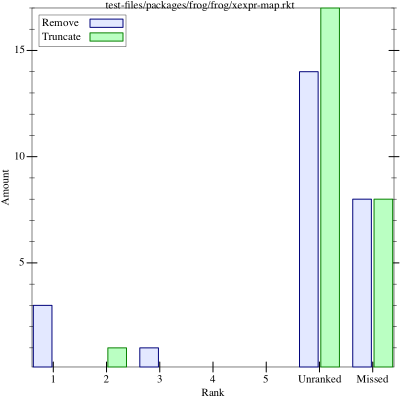 test-files/packages/frog/frog/xexpr-map.rkt
Remove
Truncate
15
10
5
Amount
1 2 3 4 5 Unranked Missed
Rank